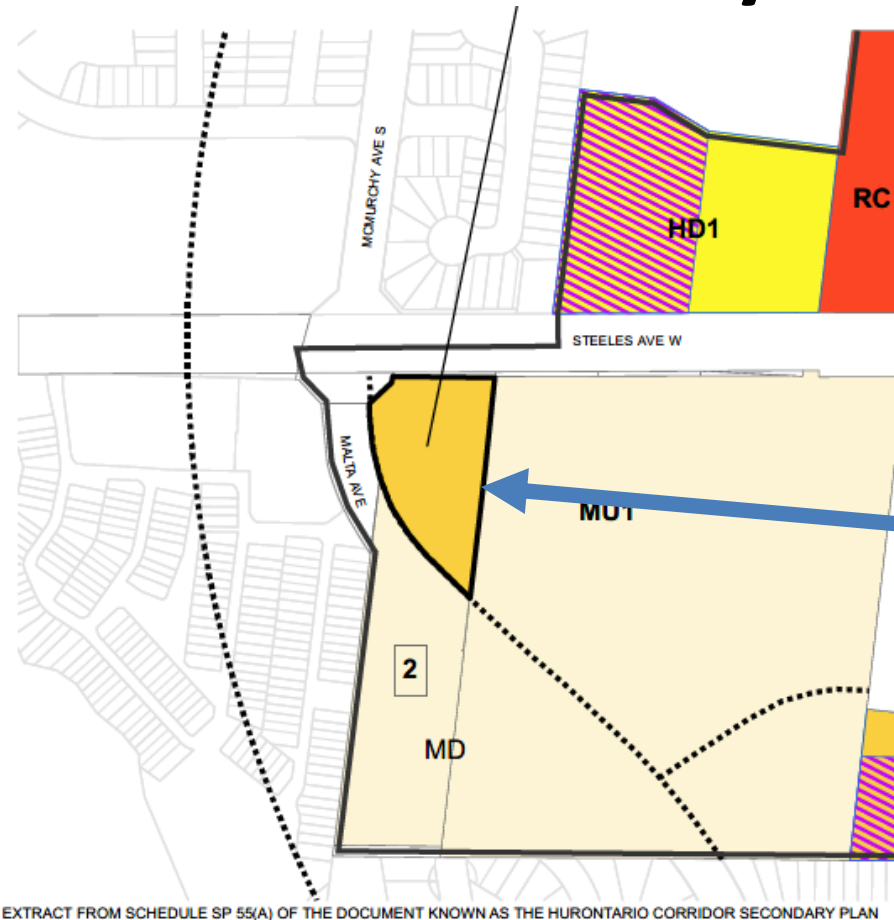 MCMURCHY AVE S
HD1
RC
STEELES AVE W
MALTA AVE
MU1
2
MD
EXTRACT FROM SCHEDULE SP 55(A) OF THE DOCUMENT KNOWN AS THE HURONTARIO CORRIDOR SECONDARY PLAN